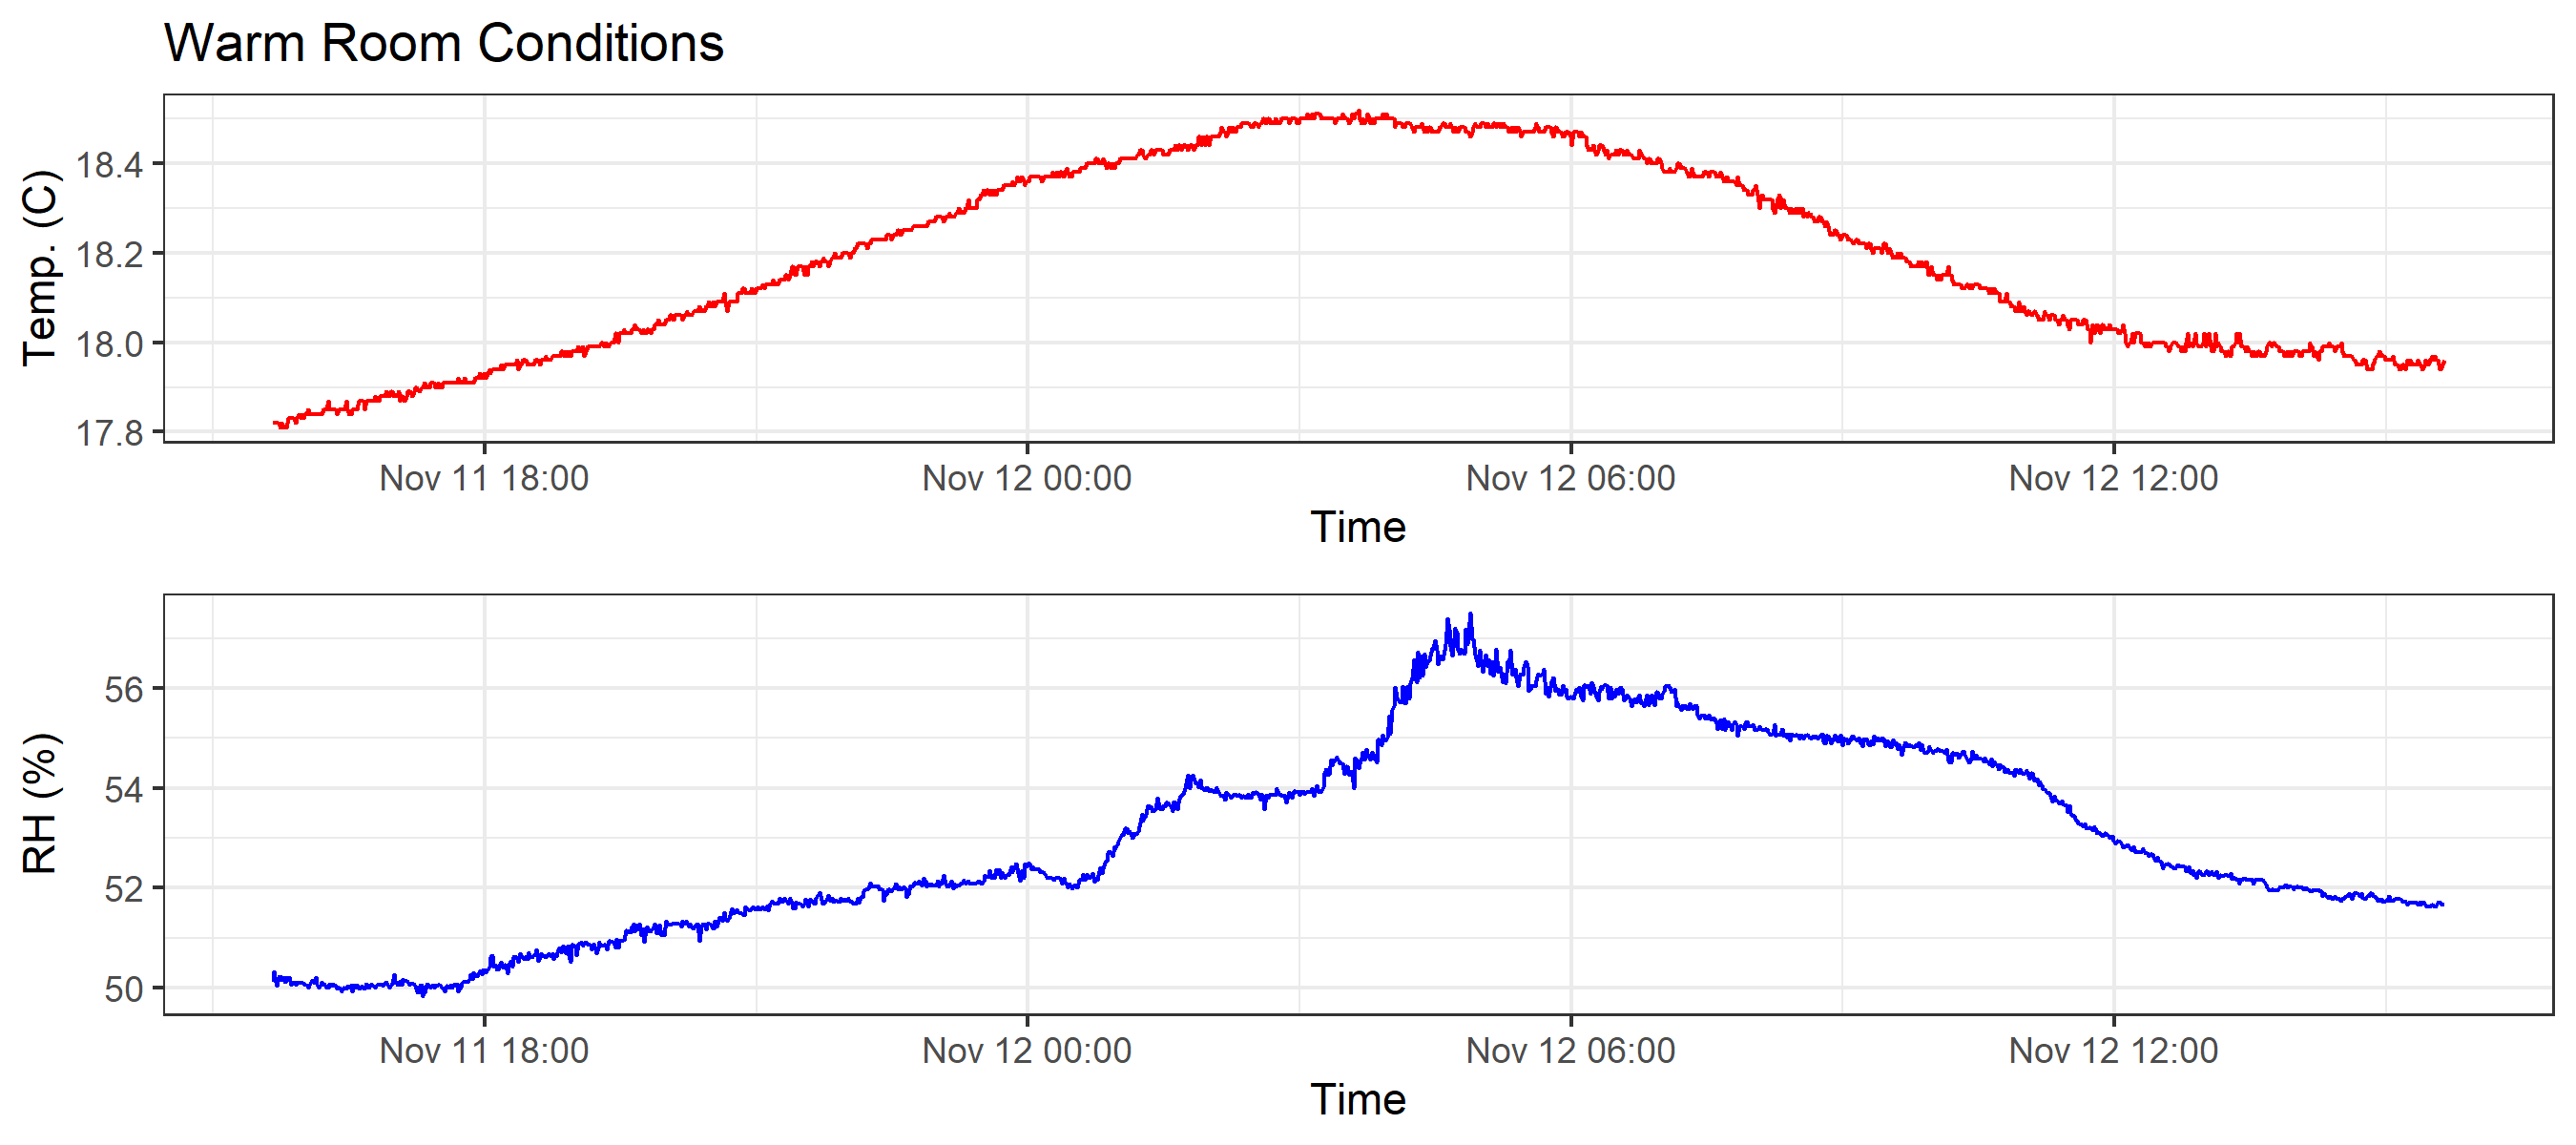 Warm Room Conditions
Temp. (C)
18.4
18.2
18.0
17.8
Nov 11 18:00 Nov 12 00:00 Nov 12 06:00 Nov 12 12:00
Time
RH (%)
56
54
52
50
Nov 11 18:00 Nov 12 00:00 Nov 12 06:00 Nov 12 12:00
Time